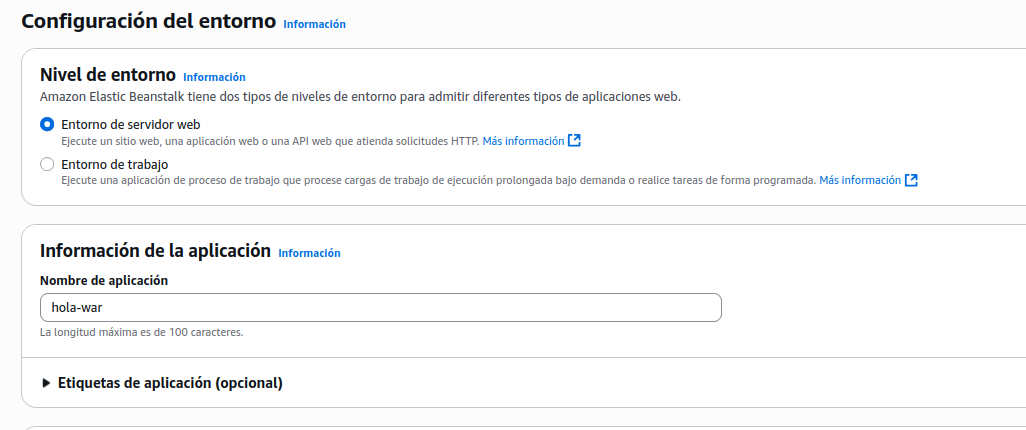 Configuración del entorno Información
Nivel de entorno Información
Amazon Elastic Beanstalk tiene dos tipos de niveles de entorno para admitir diferentes tipos de aplicaciones web.
Entorno de servidor web
Ejecute un sitio web, una aplicación web o una API web que atienda solicitudes HTTP. Más información
Entorno de trabajo
Ejecute una aplicación de proceso de trabajo que procese cargas de trabajo de ejecución prolongada bajo demanda o realice tareas de forma programada. Más información
Información de la aplicación Información
Nombre de aplicación
hola-war
La longitud máxima es de 100 caracteres.
Etiquetas de aplicación (opcional)